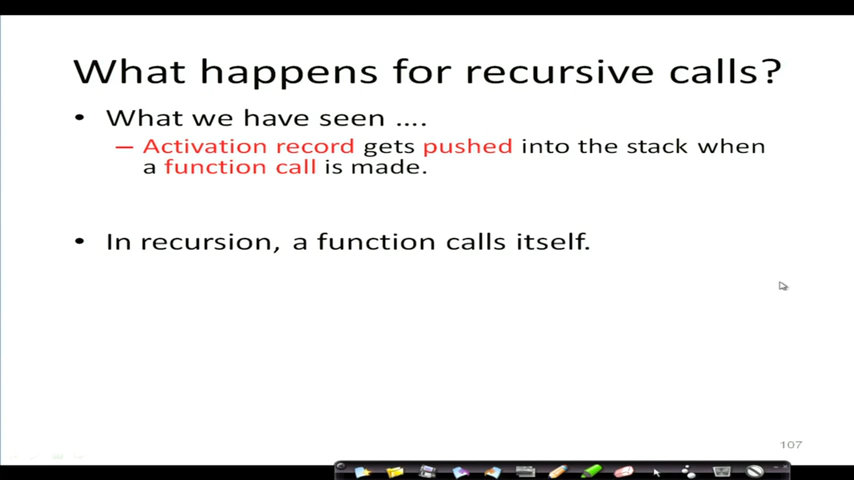 What happens for recursive calls?
• What we have seen ....
– Activation record gets pushed into the stack when
a function call is made.
• In recursion, a function calls itself.
107